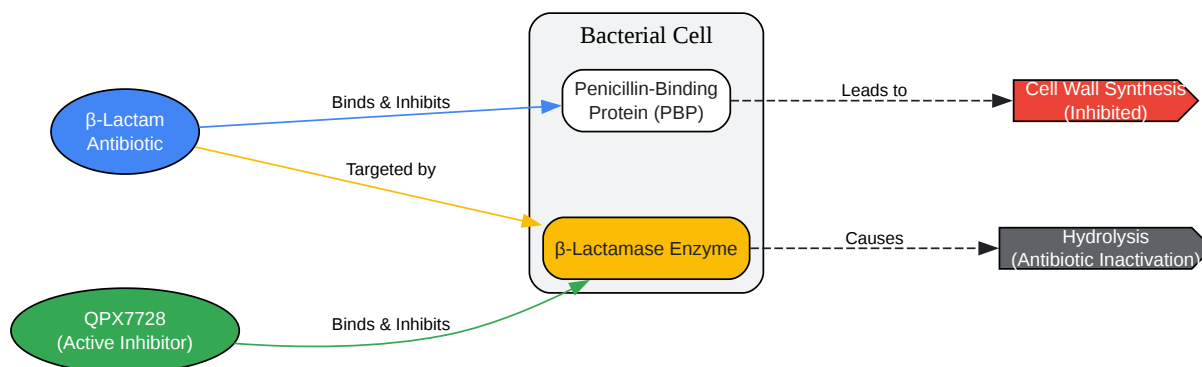 Bacterial Cell
β-Lactam
Antibiotic
Binds & Inhibits
Penicillin-Binding
Protein (PBP)
Leads to
Cell Wall Synthesis
(Inhibited)
Targeted by
β-Lactamase Enzyme
Causes
Hydrolysis
(Antibiotic Inactivation)
QPX7728
(Active Inhibitor)
Binds & Inhibits